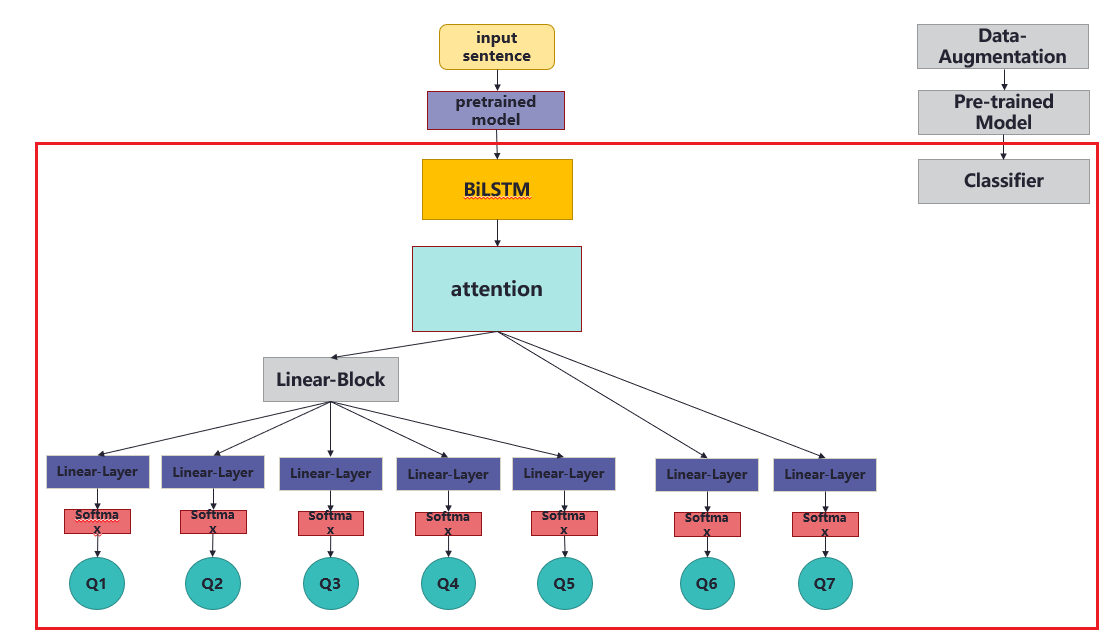 input
sentence
Data-
Augmentation
pretrained
model
Pre-trained
Model
BiLSTM
Classifier
attention
Linear-Block
Linear-Layer
Linear-Layer
Linear-Layer
Linear-Layer
Linear-Layer
Linear-Layer
Linear-Layer
Softma
x
Softma
x
Softma
x
Softma
x
Softma
x
Softma
x
Softma
x
Q1
Q2
Q3
Q4
Q5
Q6
Q7